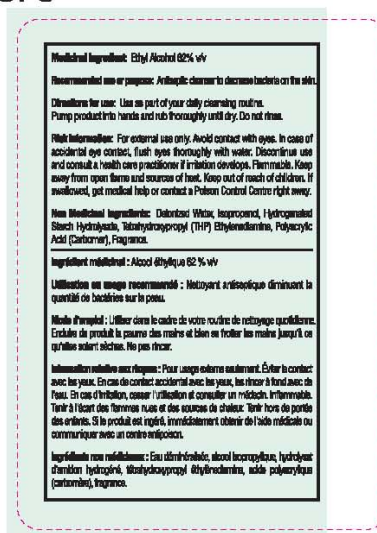 Medicinal Ingredient: Ethyl Alcohol 62% v/v
Recommended use or purpose: Antiseptic cleanser to decrease bacteria on the skin.
Directions for use: Use as part of your daily cleansing routine.
Pump product into hands and rub thoroughly until dry. Do not rinse.
Risk Information: For external use only. Avoid contact with eyes. In case of
accidental eye contact, flush eyes thoroughly with water. Discontinue use
and consult a health care practitioner if irritation develops. Flammable. Keep
away from open flame and sources of heat. Keep out of reach of children. If
swallowed, get medical help or contact a Poison Control Centre right away.
Non Medicinal Ingredients: Deionized Water, Isopropanol, Hydrogenated
Starch Hydrolysate, Tetrahydroxypropyl (THP) Ethylenediamine, Polyacrylic
Acid (Carbomer), Fragrance.
Ingrédient médicinal : Alcool éthylique 62 % v/v
Utilisation ou usage recommandé : Nettoyant antiseptique diminuant la
quantité de bactéries sur la peau.
Mode d'emploi : Utiliser dans le cadre de votre routine de nettoyage quotidienne.
Enduire de produit la paume des mains et bien se frotter les mains jusqu'à ce
qu'elles soient sèches. Ne pas rincer.
Information relative aux risques : Pour usage externe seulement. Éviter le contact
avec les yeux. En cas de contact accidentel avec les yeux, les rincer à fond avec de
l'eau. En cas d'irritation, cesser l'utilisation et consulter un médecin. Inflammable.
Tenir à l'écart des flammes nues et des sources de chaleur. Tenir hors de portée
des enfants. Si le produit est ingéré, immédiatement obtenir de l'aide médicale ou
communiquer avec un centre antipoison.
Ingrédients non médicinaux : Eau déminéralisée, alcool isopropylique, hydrolysat
d'amidon hydrogéné, tétrahydroxypropyl éthylènediamine, acide polyacrylique
(carbomère), fragrance.